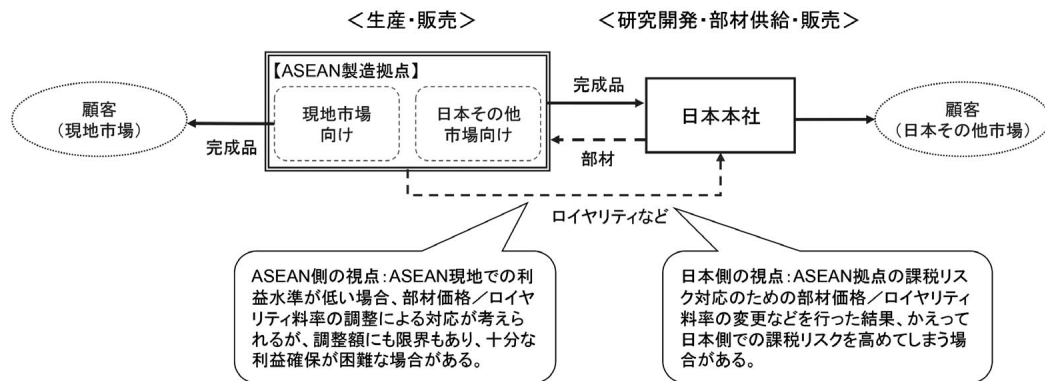 ＜生産・販売＞
＜研究開発・部材供給・販売＞
【ASEAN製造拠点】
顧客
（現地市場）
完成品
現地市場
向け
日本その他
市場向け
完成品
部材
日本本社
顧客
（日本その他市場）
ロイヤリティなど
ASEAN側の視点：ASEAN現地での利
益水準が低い場合、部材価格／ロイヤ
リティ料率の調整による対応が考えら
れるが、調整額にも限界もあり、十分な
利益確保が困難な場合がある。
日本側の視点：ASEAN拠点の課税リス
ク対応のための部材価格／ロイヤリティ
料率の変更などを行った結果、かえって
日本側での課税リスクを高めてしまう場
合がある。